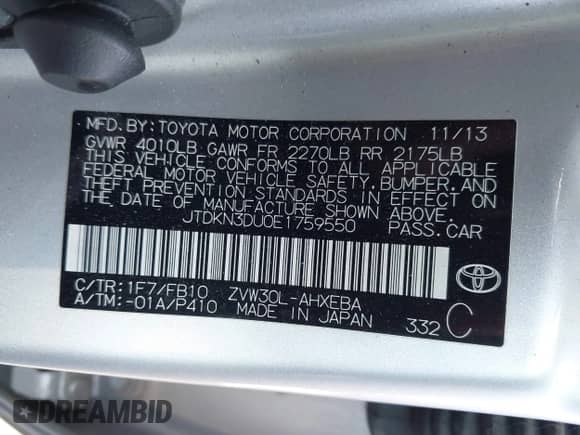 MFD. BY: TOYOTA MOTOR CORPORATION 11/13
GVWR 4010LB GAWR FR 2270LB RR 2175LB
THIS VEHICLE CONFORMS TO ALL APPLICABLE
FEDERAL MOTOR VEHICLE SAFETY, BUMPER, AND
THEFT PREVENTION STANDARDS IN EFFECT ON
THE DATE OF MANUFACTURE SHOWN ABOVE.
JTDKN3DU0E1759550 PASS. CAR
C/TR: 1F7/FB10 ZVW30L-AHXEBA
A/TM: -01A/P410 MADE IN JAPAN 332 C
TOYOTA
DREAMBID